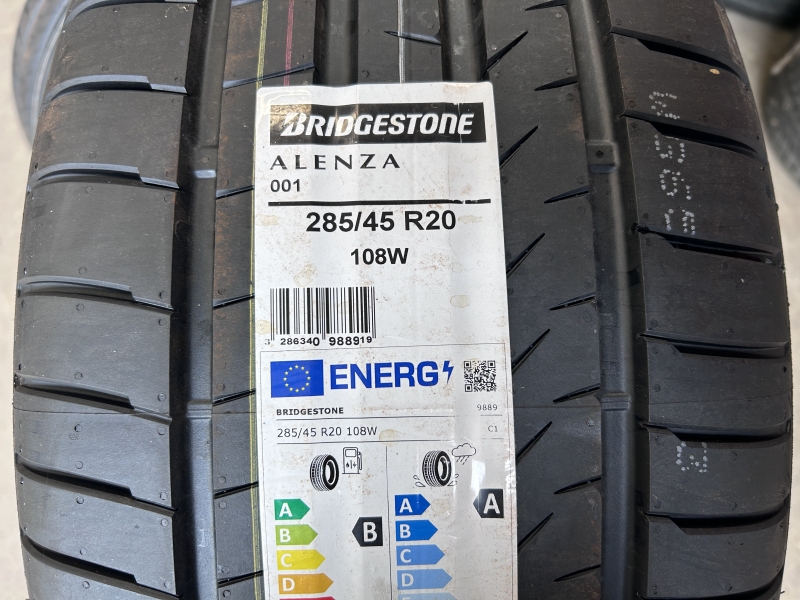 BRIDGESTONE
ALENZA
001
285/45 R20
108W
3 286340 988919
ENERG
BRIDGESTONE 9889
285/45 R20 108W C1
A A A
B B B
C C
D D